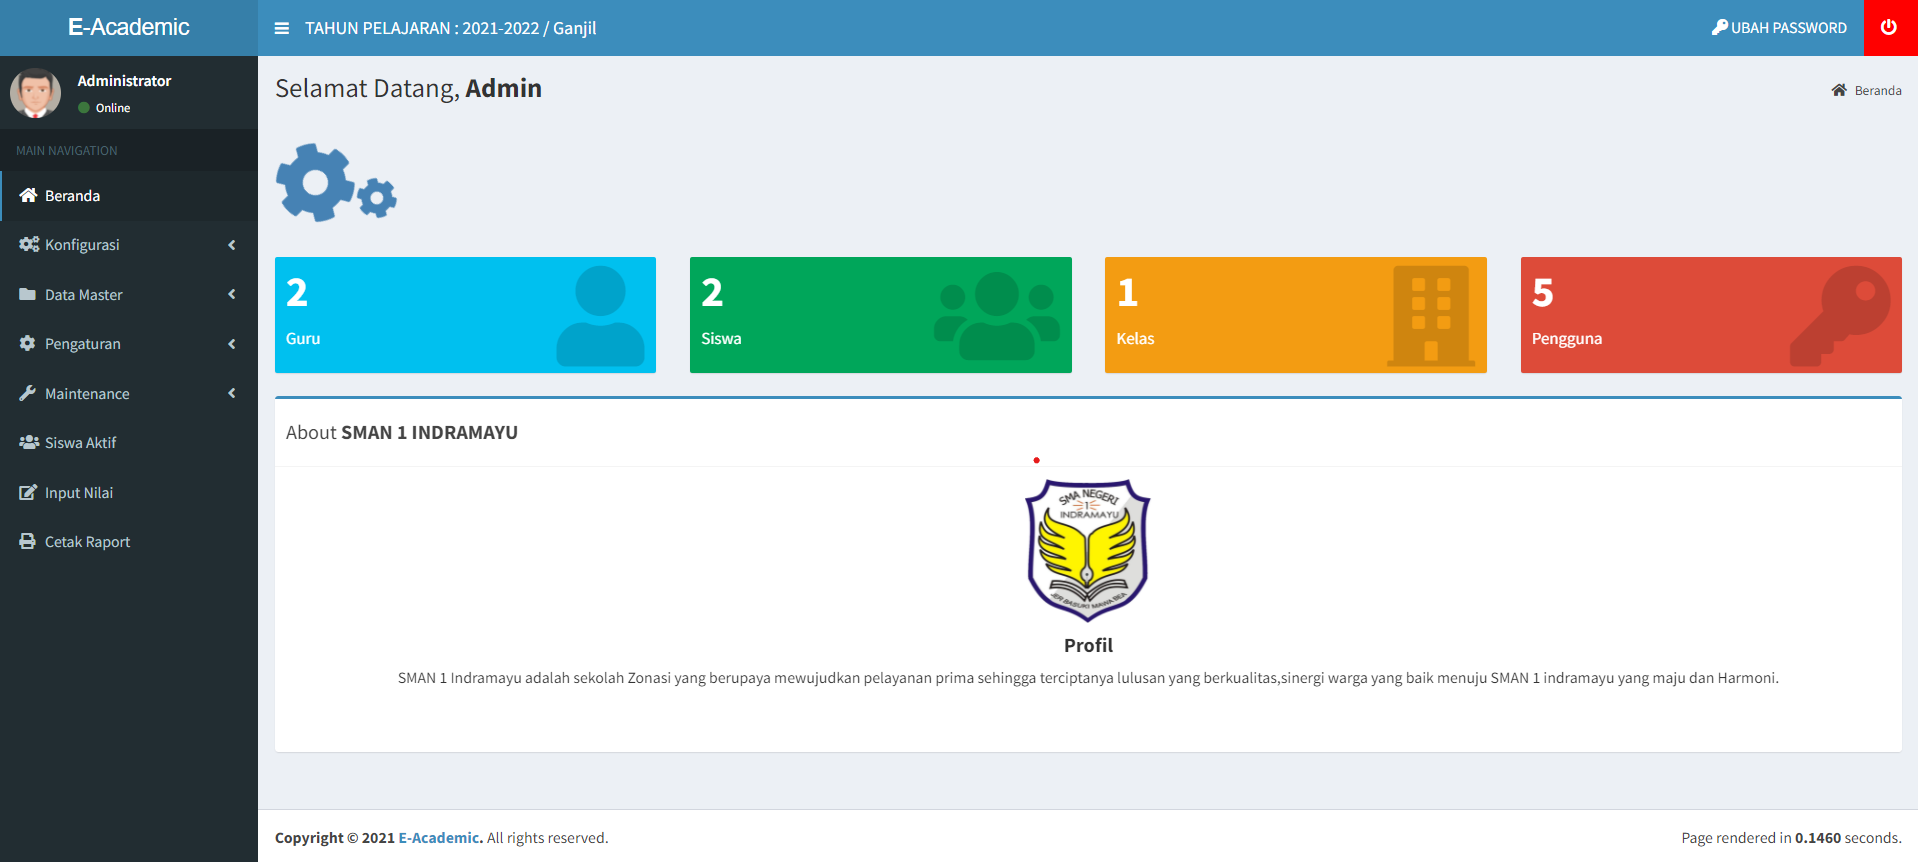 E-Academic
TAHUN PELAJARAN : 2021-2022 / Ganjil
UBAH PASSWORD
Administrator
Online
MAIN NAVIGATION
Beranda
Konfigurasi
Data Master
Pengaturan
Maintenance
Siswa Aktif
Input Nilai
Cetak Raport
Selamat Datang, Admin
Beranda
2
Guru
2
Siswa
1
Kelas
5
Pengguna
About SMAN 1 INDRAMAYU
SMA NEGERI
1
INDRAMAYU
JER BASUKI MAWA BEA
Profil
SMAN 1 Indramayu adalah sekolah Zonasi yang berupaya mewujudkan pelayanan prima sehingga terciptanya lulusan yang berkualitas,sinergi warga yang baik menuju SMAN 1 indramayu yang maju dan Harmoni.
Copyright © 2021 E-Academic. All rights reserved.
Page rendered in 0.1460 seconds.